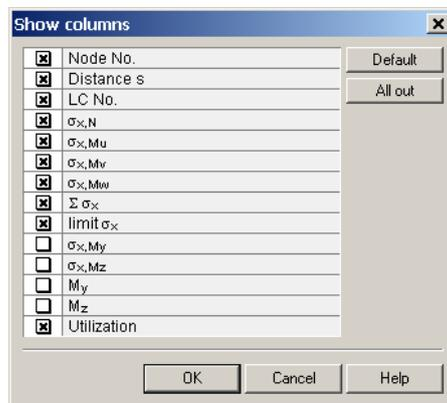 Show columns
Node No.
Default
Distance s
All out
LC No.
σx,N
σx,Mu
σx,Mv
σx,Mw
Σ σx
limit σx
σx,My
σx,Mz
My
Mz
Utilization
OK
Cancel
Help